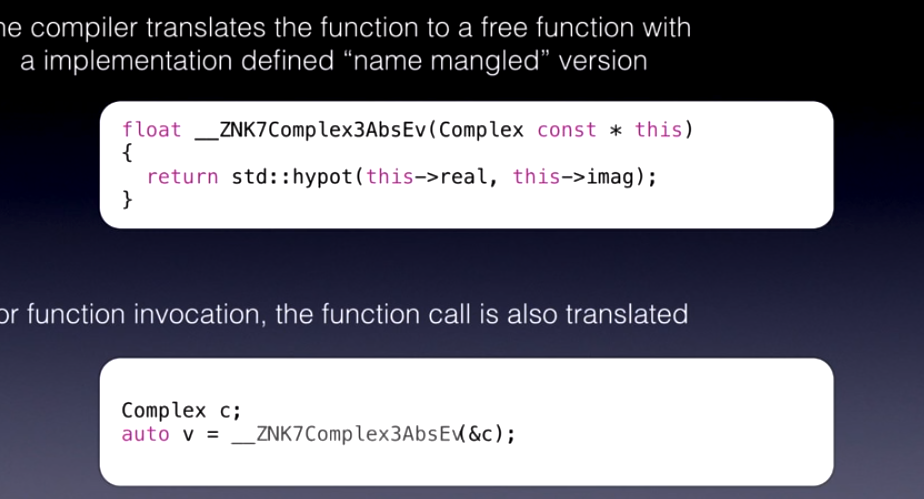 he compiler translates the function to a free function with
a implementation defined “name mangled” version
float __ZNK7Complex3AbsEv(Complex const * this)
{
return std::hypot(this->real, this->imag);
}
or function invocation, the function call is also translated
Complex c;
auto v = __ZNK7Complex3AbsEv(&c);